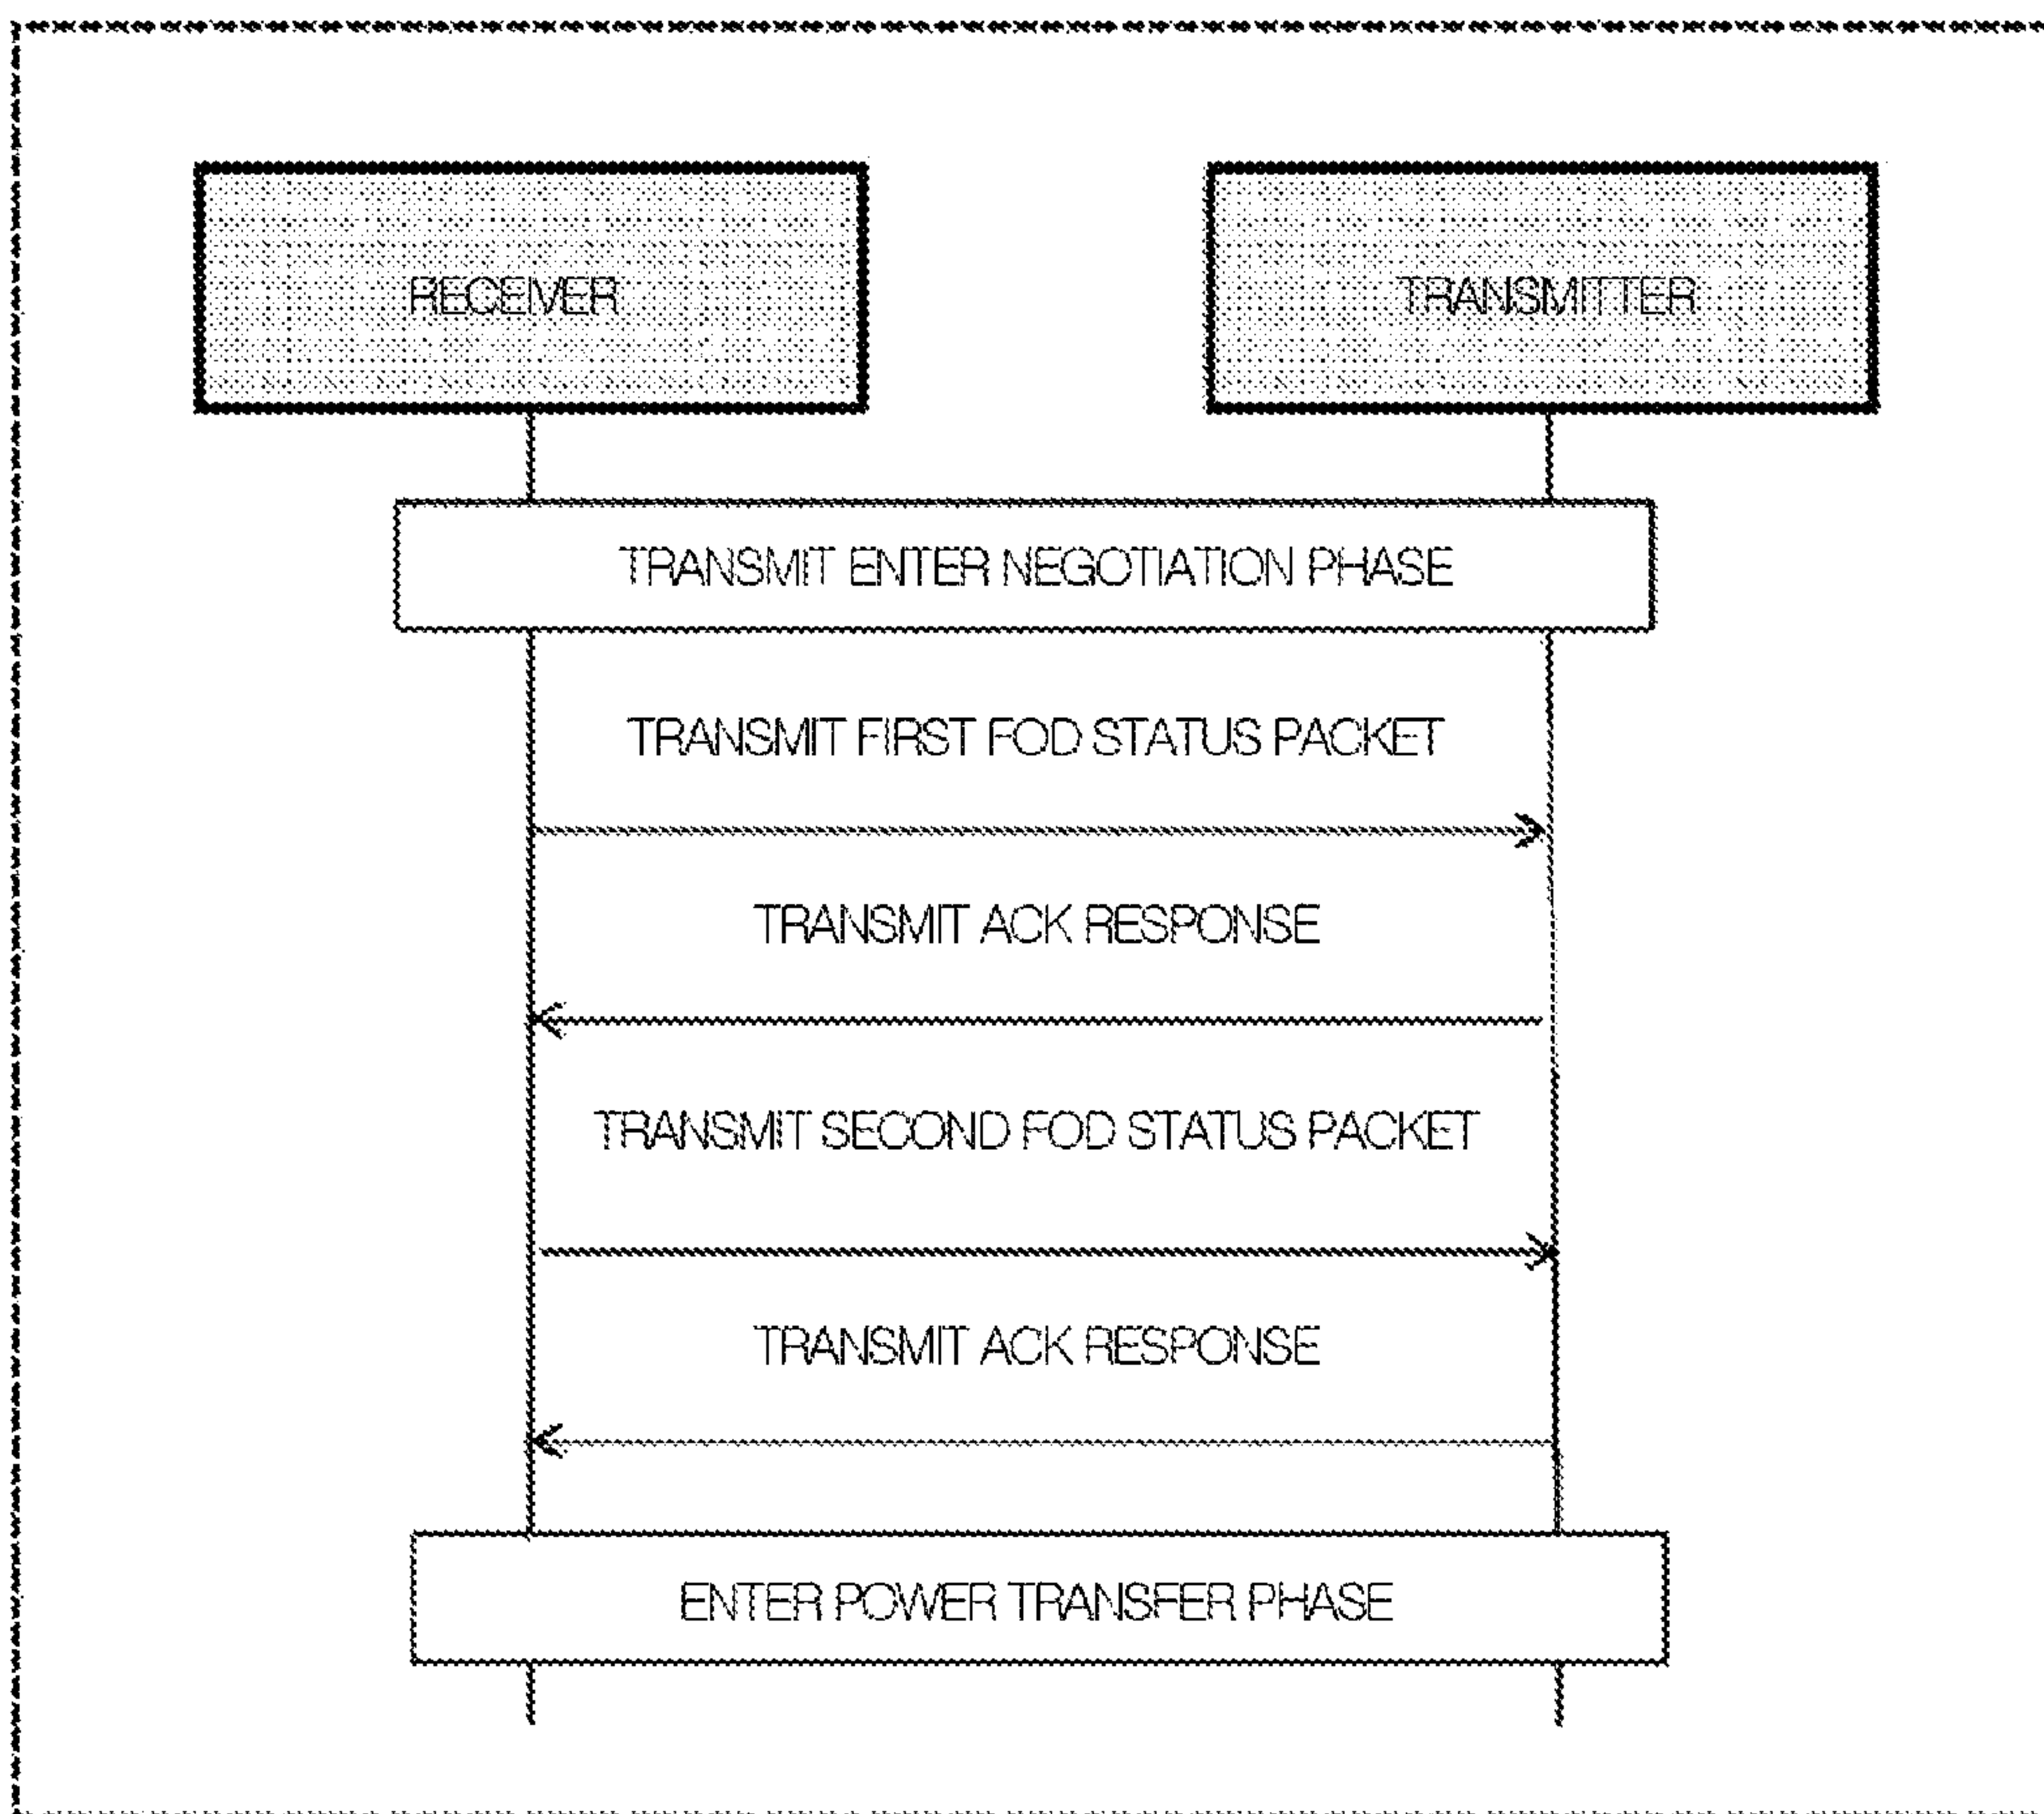 RECEIVER
TRANSMITTER
TRANSMIT ENTER NEGOTIATION PHASE
TRANSMIT FIRST FOD STATUS PACKET
TRANSMIT ACK RESPONSE
TRANSMIT SECOND FOD STATUS PACKET
TRANSMIT ACK RESPONSE
ENTER POWER TRANSFER PHASE